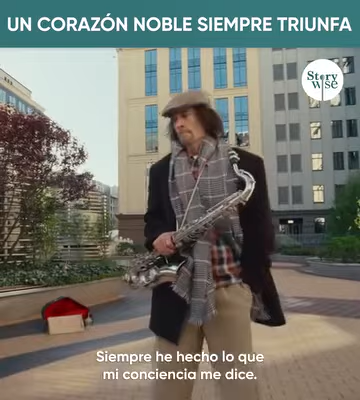 UN CORAZÓN NOBLE SIEMPRE TRIUNFA
Story
Wise
Siempre he hecho lo que
mi conciencia me dice.